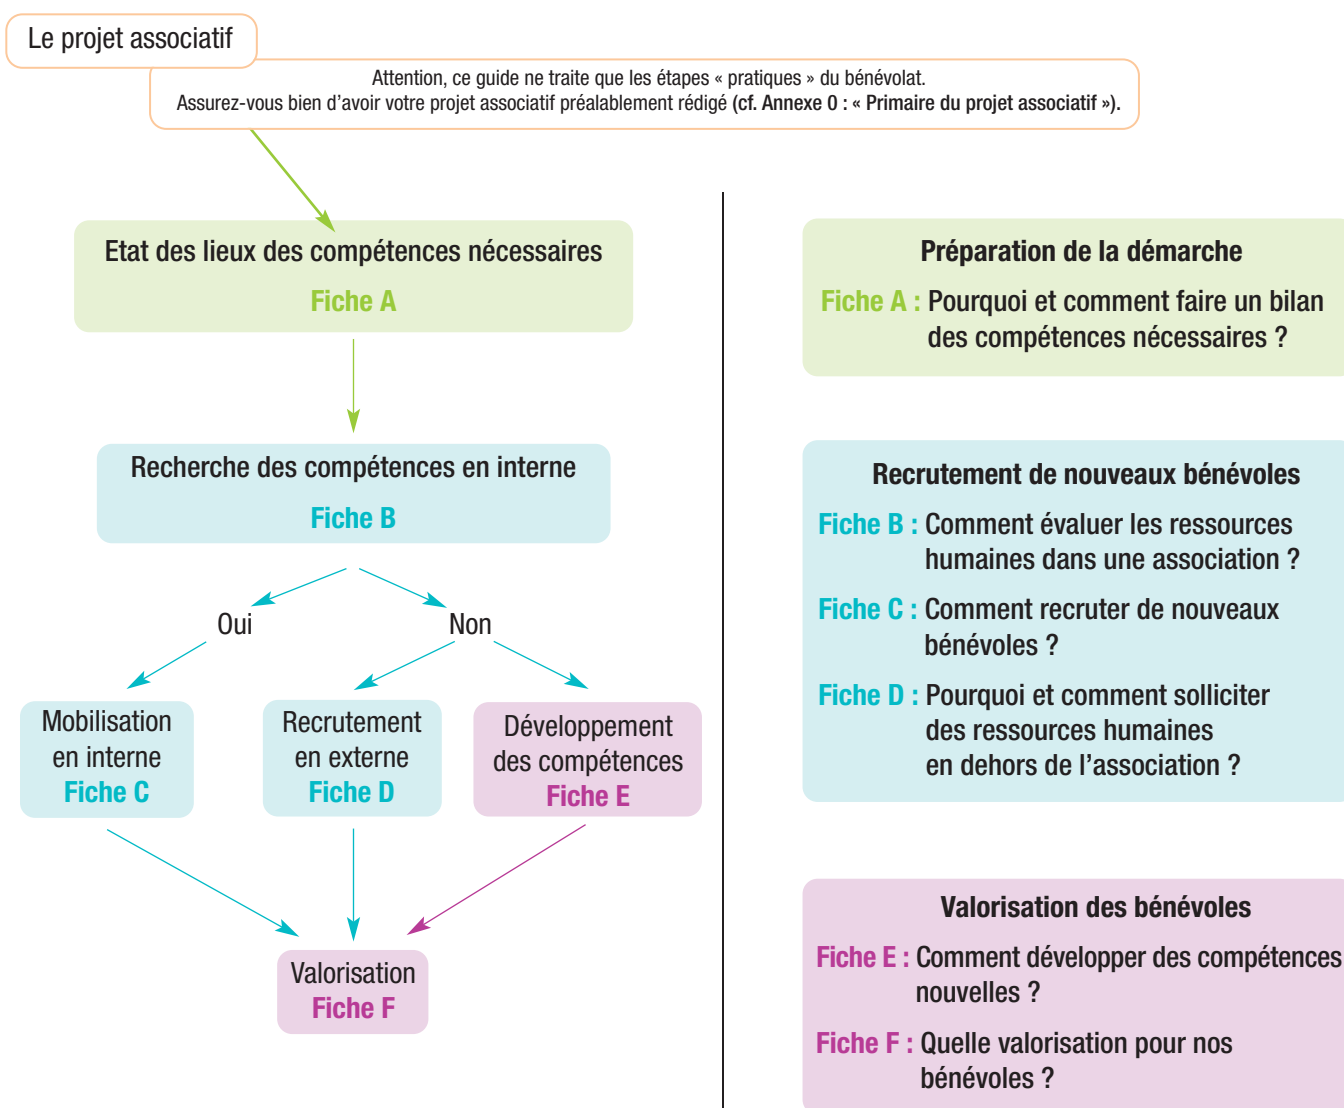 Le projet associatif
Attention, ce guide ne traite que les étapes « pratiques » du bénévolat.
Assurez-vous bien d’avoir votre projet associatif préalablement rédigé (cf. Annexe 0 : « Primaire du projet associatif »).
Etat des lieux des compétences nécessaires
Fiche A
Recherche des compétences en interne
Fiche B
Oui
Non
Mobilisation
en interne
Fiche C
Recrutement
en externe
Fiche D
Développement
des compétences
Fiche E
Valorisation
Fiche F
Préparation de la démarche
Fiche A : Pourquoi et comment faire un bilan
des compétences nécessaires ?
Recrutement de nouveaux bénévoles
Fiche B : Comment évaluer les ressources
humaines dans une association ?
Fiche C : Comment recruter de nouveaux
bénévoles ?
Fiche D : Pourquoi et comment solliciter
des ressources humaines
en dehors de l’association ?
Valorisation des bénévoles
Fiche E : Comment développer des compétences
nouvelles ?
Fiche F : Quelle valorisation pour nos
bénévoles ?